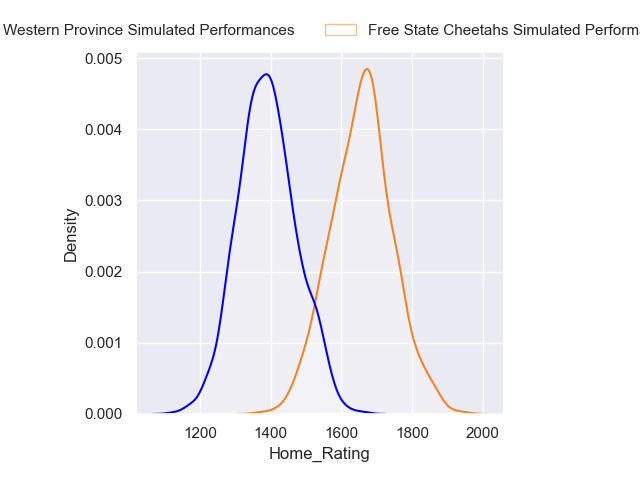 Western Province Simulated Performances
Free State Cheetahs Simulated Perform
0.005
0.004
0.003
0.002
0.001
0.000
Density
1200 1400 1600 1800 2000
Home_Rating